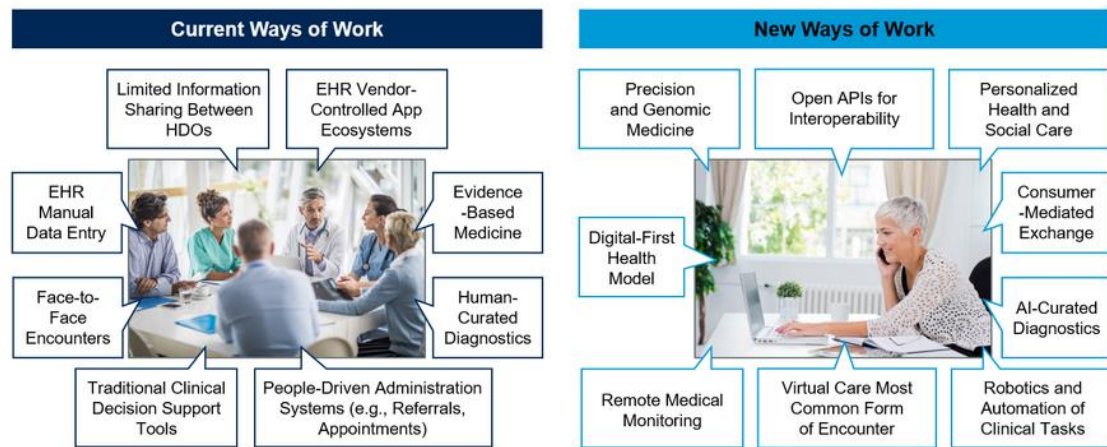 Current Ways of Work
Limited Information
Sharing Between
HDOs
EHR Vendor-
Controlled App
Ecosystems
EHR
Manual
Data Entry
Evidence
-Based
Medicine
Face-to-
Face
Encounters
Human-
Curated
Diagnostics
Traditional Clinical
Decision Support
Tools
People-Driven Administration
Systems (e.g., Referrals,
Appointments)
New Ways of Work
Precision
and Genomic
Medicine
Open APIs for
Interoperability
Personalized
Health and
Social Care
Digital-First
Health
Model
Consumer
-Mediated
Exchange
AI-Curated
Diagnostics
Remote Medical
Monitoring
Virtual Care Most
Common Form
of Encounter
Robotics and
Automation of
Clinical Tasks